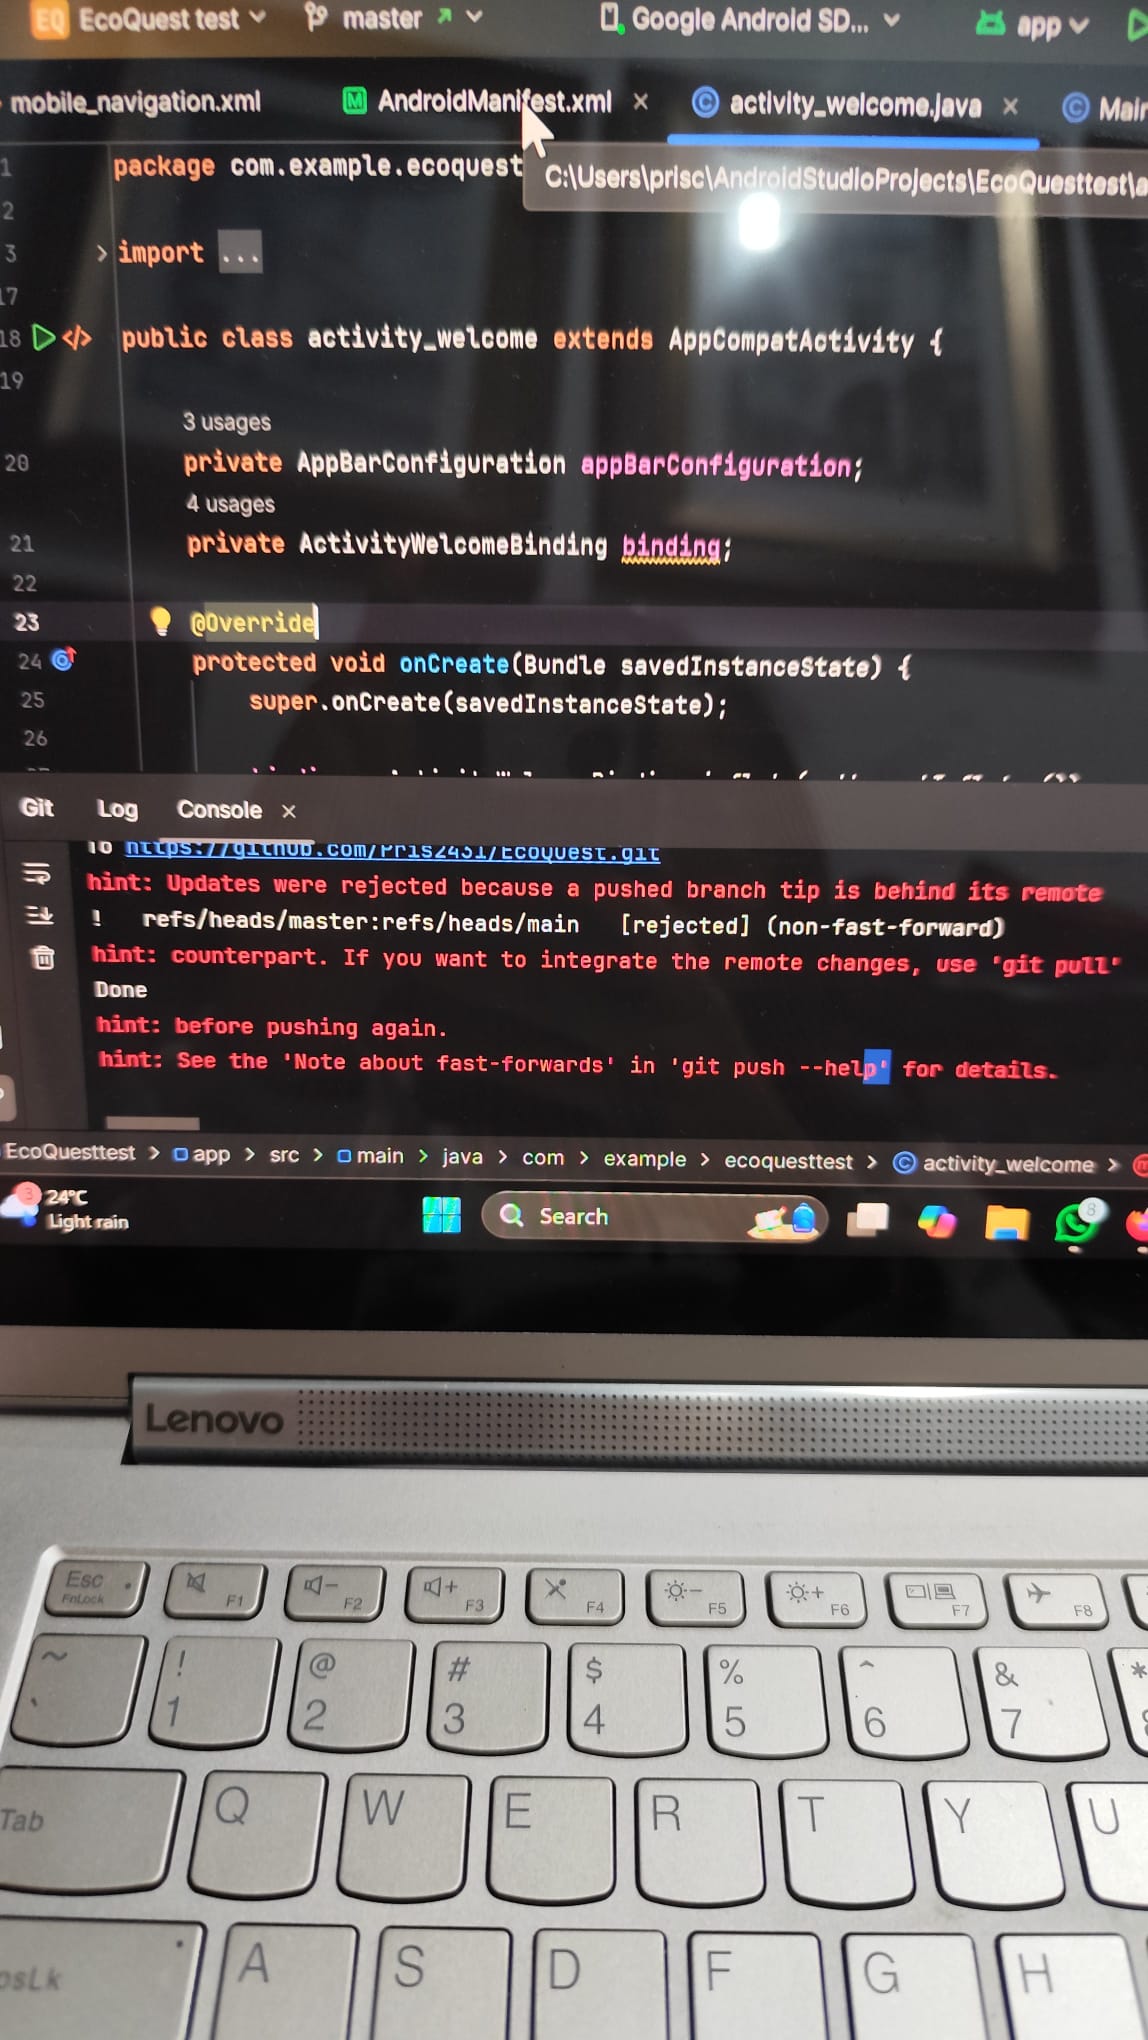 EQ EcoQuest test master Google Android SD... app
mobile_navigation.xml AndroidManifest.xml activity_welcome.java
C:\Users\prisc\AndroidStudioProjects\EcoQuesttest\a
1 package com.example.ecoquest
2
3 import ...
17
18 public class activity_welcome extends AppCompatActivity {
19
3 usages
20 private AppBarConfiguration appBarConfiguration;
4 usages
21 private ActivityWelcomeBinding binding;
22
23 @Override
24 protected void onCreate(Bundle savedInstanceState) {
25 super.onCreate(savedInstanceState);
26
Git Log Console
To https://github.com/Pris2431/EcoQuest.git
hint: Updates were rejected because a pushed branch tip is behind its remote
! refs/heads/master:refs/heads/main [rejected] (non-fast-forward)
hint: counterpart. If you want to integrate the remote changes, use 'git pull'
Done
hint: before pushing again.
hint: See the 'Note about fast-forwards' in 'git push --help' for details.
EcoQuesttest > app > src > main > java > com > example > ecoquesttest > activity_welcome >
3 24°C
Light rain
Search
8
Lenovo
Esc FnLock F1 F2 F3 F4 F5 F6 F7 F8
~ ` ! 1 @ 2 # 3 $ 4 % 5 ^ 6 & 7 *
Tab Q W E R T Y U
A S D F G H